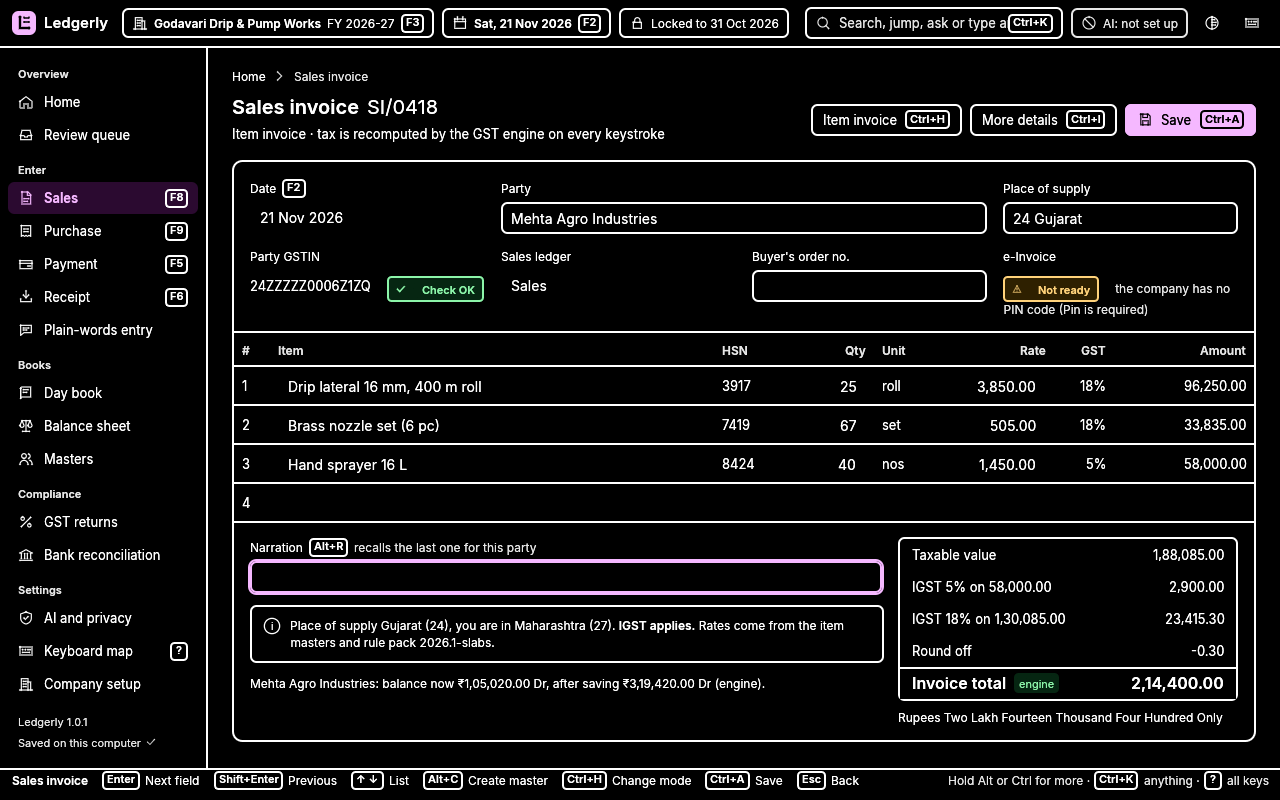 Ledgerly
Godavari Drip & Pump Works FY 2026-27 F3
Sat, 21 Nov 2026 F2
Locked to 31 Oct 2026
Search, jump, ask or type a Ctrl+K
AI: not set up
Overview
Home
Review queue
Enter
Sales F8
Purchase F9
Payment F5
Receipt F6
Plain-words entry
Books
Day book
Balance sheet
Masters
Compliance
GST returns
Bank reconciliation
Settings
AI and privacy
Keyboard map ?
Company setup
Ledgerly 1.0.1
Saved on this computer
Home Sales invoice
Sales invoice SI/0418
Item invoice · tax is recomputed by the GST engine on every keystroke
Item invoice Ctrl+H
More details Ctrl+I
Save Ctrl+A
Date F2 Party Place of supply
21 Nov 2026 Mehta Agro Industries 24 Gujarat
Party GSTIN Sales ledger Buyer's order no. e-Invoice
24ZZZZZ0006Z1ZQ Check OK Sales Not ready the company has no
PIN code (Pin is required)
# Item HSN Qty Unit Rate GST Amount
1 Drip lateral 16 mm, 400 m roll 3917 25 roll 3,850.00 18% 96,250.00
2 Brass nozzle set (6 pc) 7419 67 set 505.00 18% 33,835.00
3 Hand sprayer 16 L 8424 40 nos 1,450.00 5% 58,000.00
4
Narration Alt+R recalls the last one for this party
Place of supply Gujarat (24), you are in Maharashtra (27). IGST applies. Rates come from the item
masters and rule pack 2026.1-slabs.
Mehta Agro Industries: balance now ₹1,05,020.00 Dr, after saving ₹3,19,420.00 Dr (engine).
Taxable value 1,88,085.00
IGST 5% on 58,000.00 2,900.00
IGST 18% on 1,30,085.00 23,415.30
Round off -0.30
Invoice total engine 2,14,400.00
Rupees Two Lakh Fourteen Thousand Four Hundred Only
Sales invoice Enter Next field Shift+Enter Previous ↑ ↓ List Alt+C Create master Ctrl+H Change mode Ctrl+A Save Esc Back Hold Alt or Ctrl for more · Ctrl+K anything · ? all keys